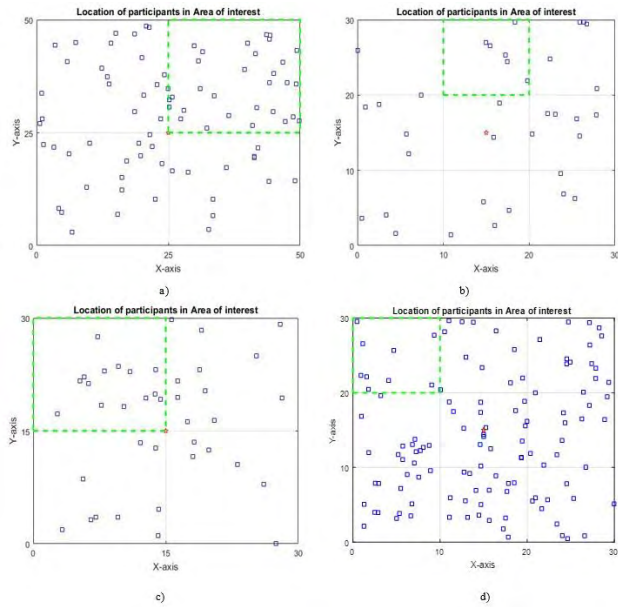 Location of participants in Area of interest
Y-axis
50
25
0
0 25 50
X-axis
a)
Location of participants in Area of interest
Y-axis
30
20
10
0
0 10 20 30
X-axis
b)
Location of participants in Area of interest
Y-axis
30
15
0
0 15 30
X-axis
c)
Location of participants in Area of interest
Y-axis
30
20
10
0
0 10 20 30
X-axis
d)